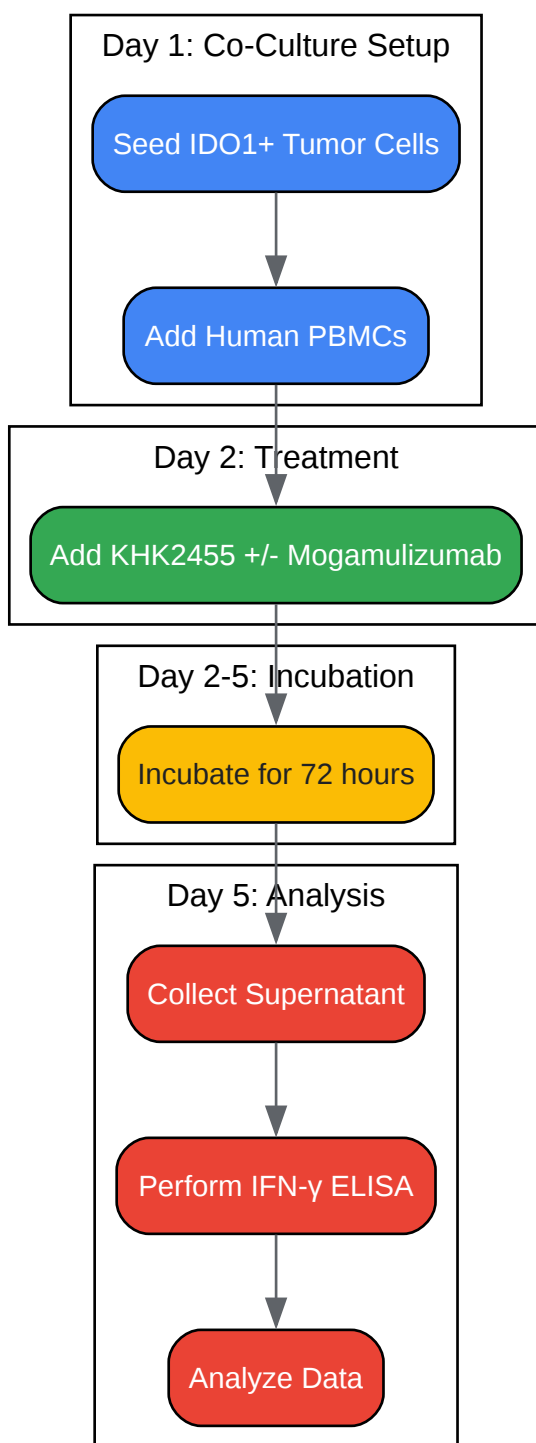 Day 1: Co-Culture Setup
Seed IDO1+ Tumor Cells
Add Human PBMCs
Day 2: Treatment
Add KHK2455 +/- Mogamulizumab
Day 2-5: Incubation
Incubate for 72 hours
Day 5: Analysis
Collect Supernatant
Perform IFN-γ ELISA
Analyze Data